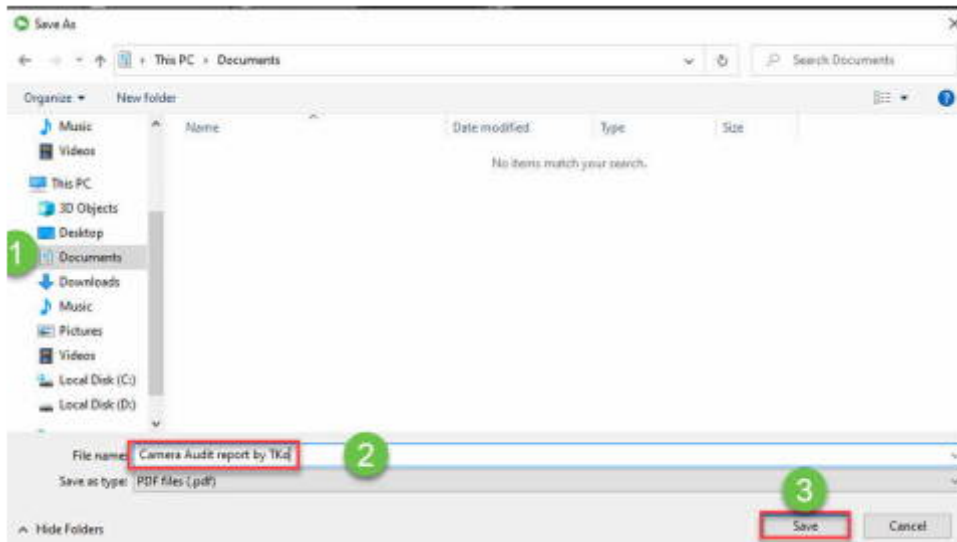 Save As
This PC › Documents
Search Documents
Organize
New folder
Name
Date modified
Type
Size
No items match your search.
Music
Videos
This PC
3D Objects
Desktop
1
Documents
Downloads
Music
Pictures
Videos
Local Disk (C:)
Local Disk (D:)
File name: Camera Audit report by TKa
2
Save as type: PDF files (.pdf)
3
Hide Folders
Save
Cancel